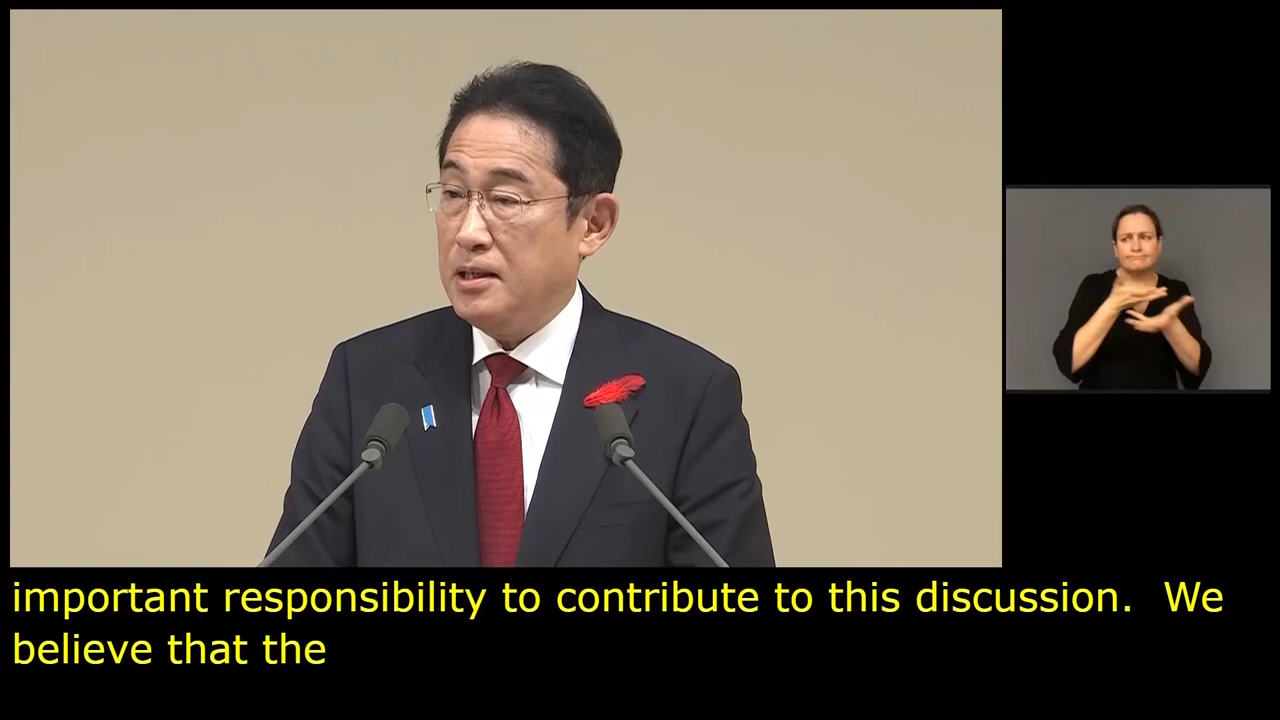 important responsibility to contribute to this discussion.  We
believe that the